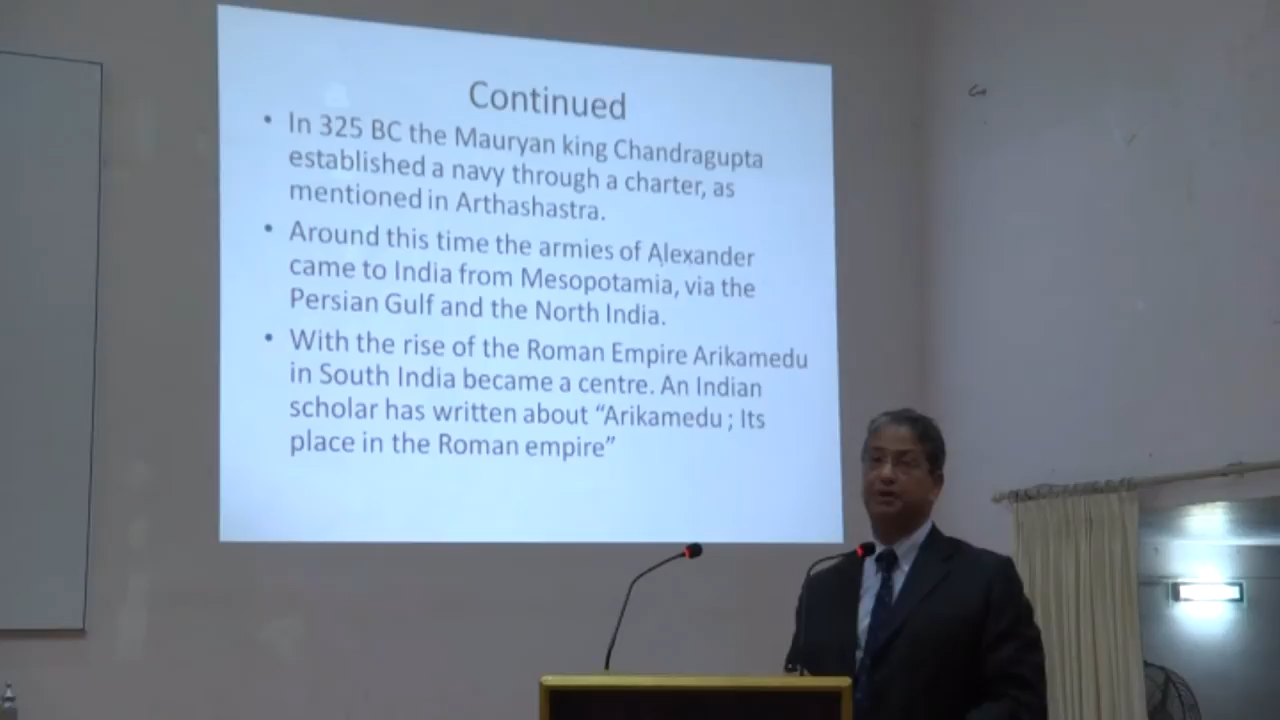 Continued
• In 325 BC the Mauryan king Chandragupta
established a navy through a charter, as
mentioned in Arthashastra.
• Around this time the armies of Alexander
came to India from Mesopotamia, via the
Persian Gulf and the North India.
• With the rise of the Roman Empire Arikamedu
in South India became a centre. An Indian
scholar has written about “Arikamedu ; Its
place in the Roman empire”